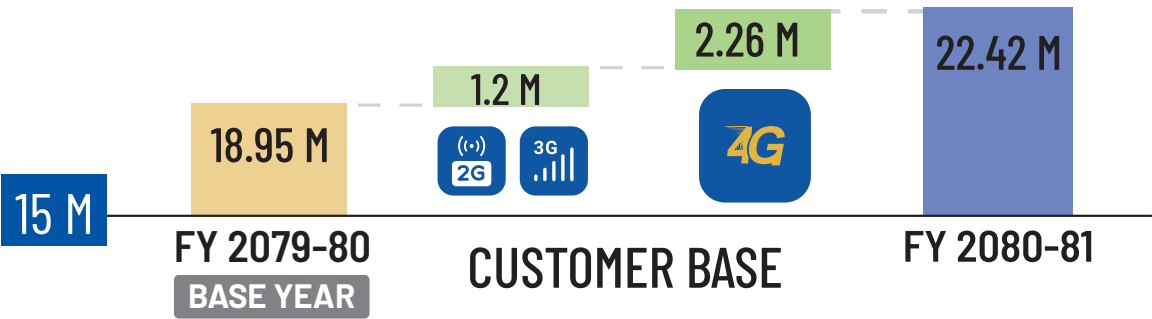 2.26 M
22.42 M
1.2 M
18.95 M
3G
2G
4G
15 M
FY 2079-80
BASE YEAR
CUSTOMER BASE
FY 2080-81